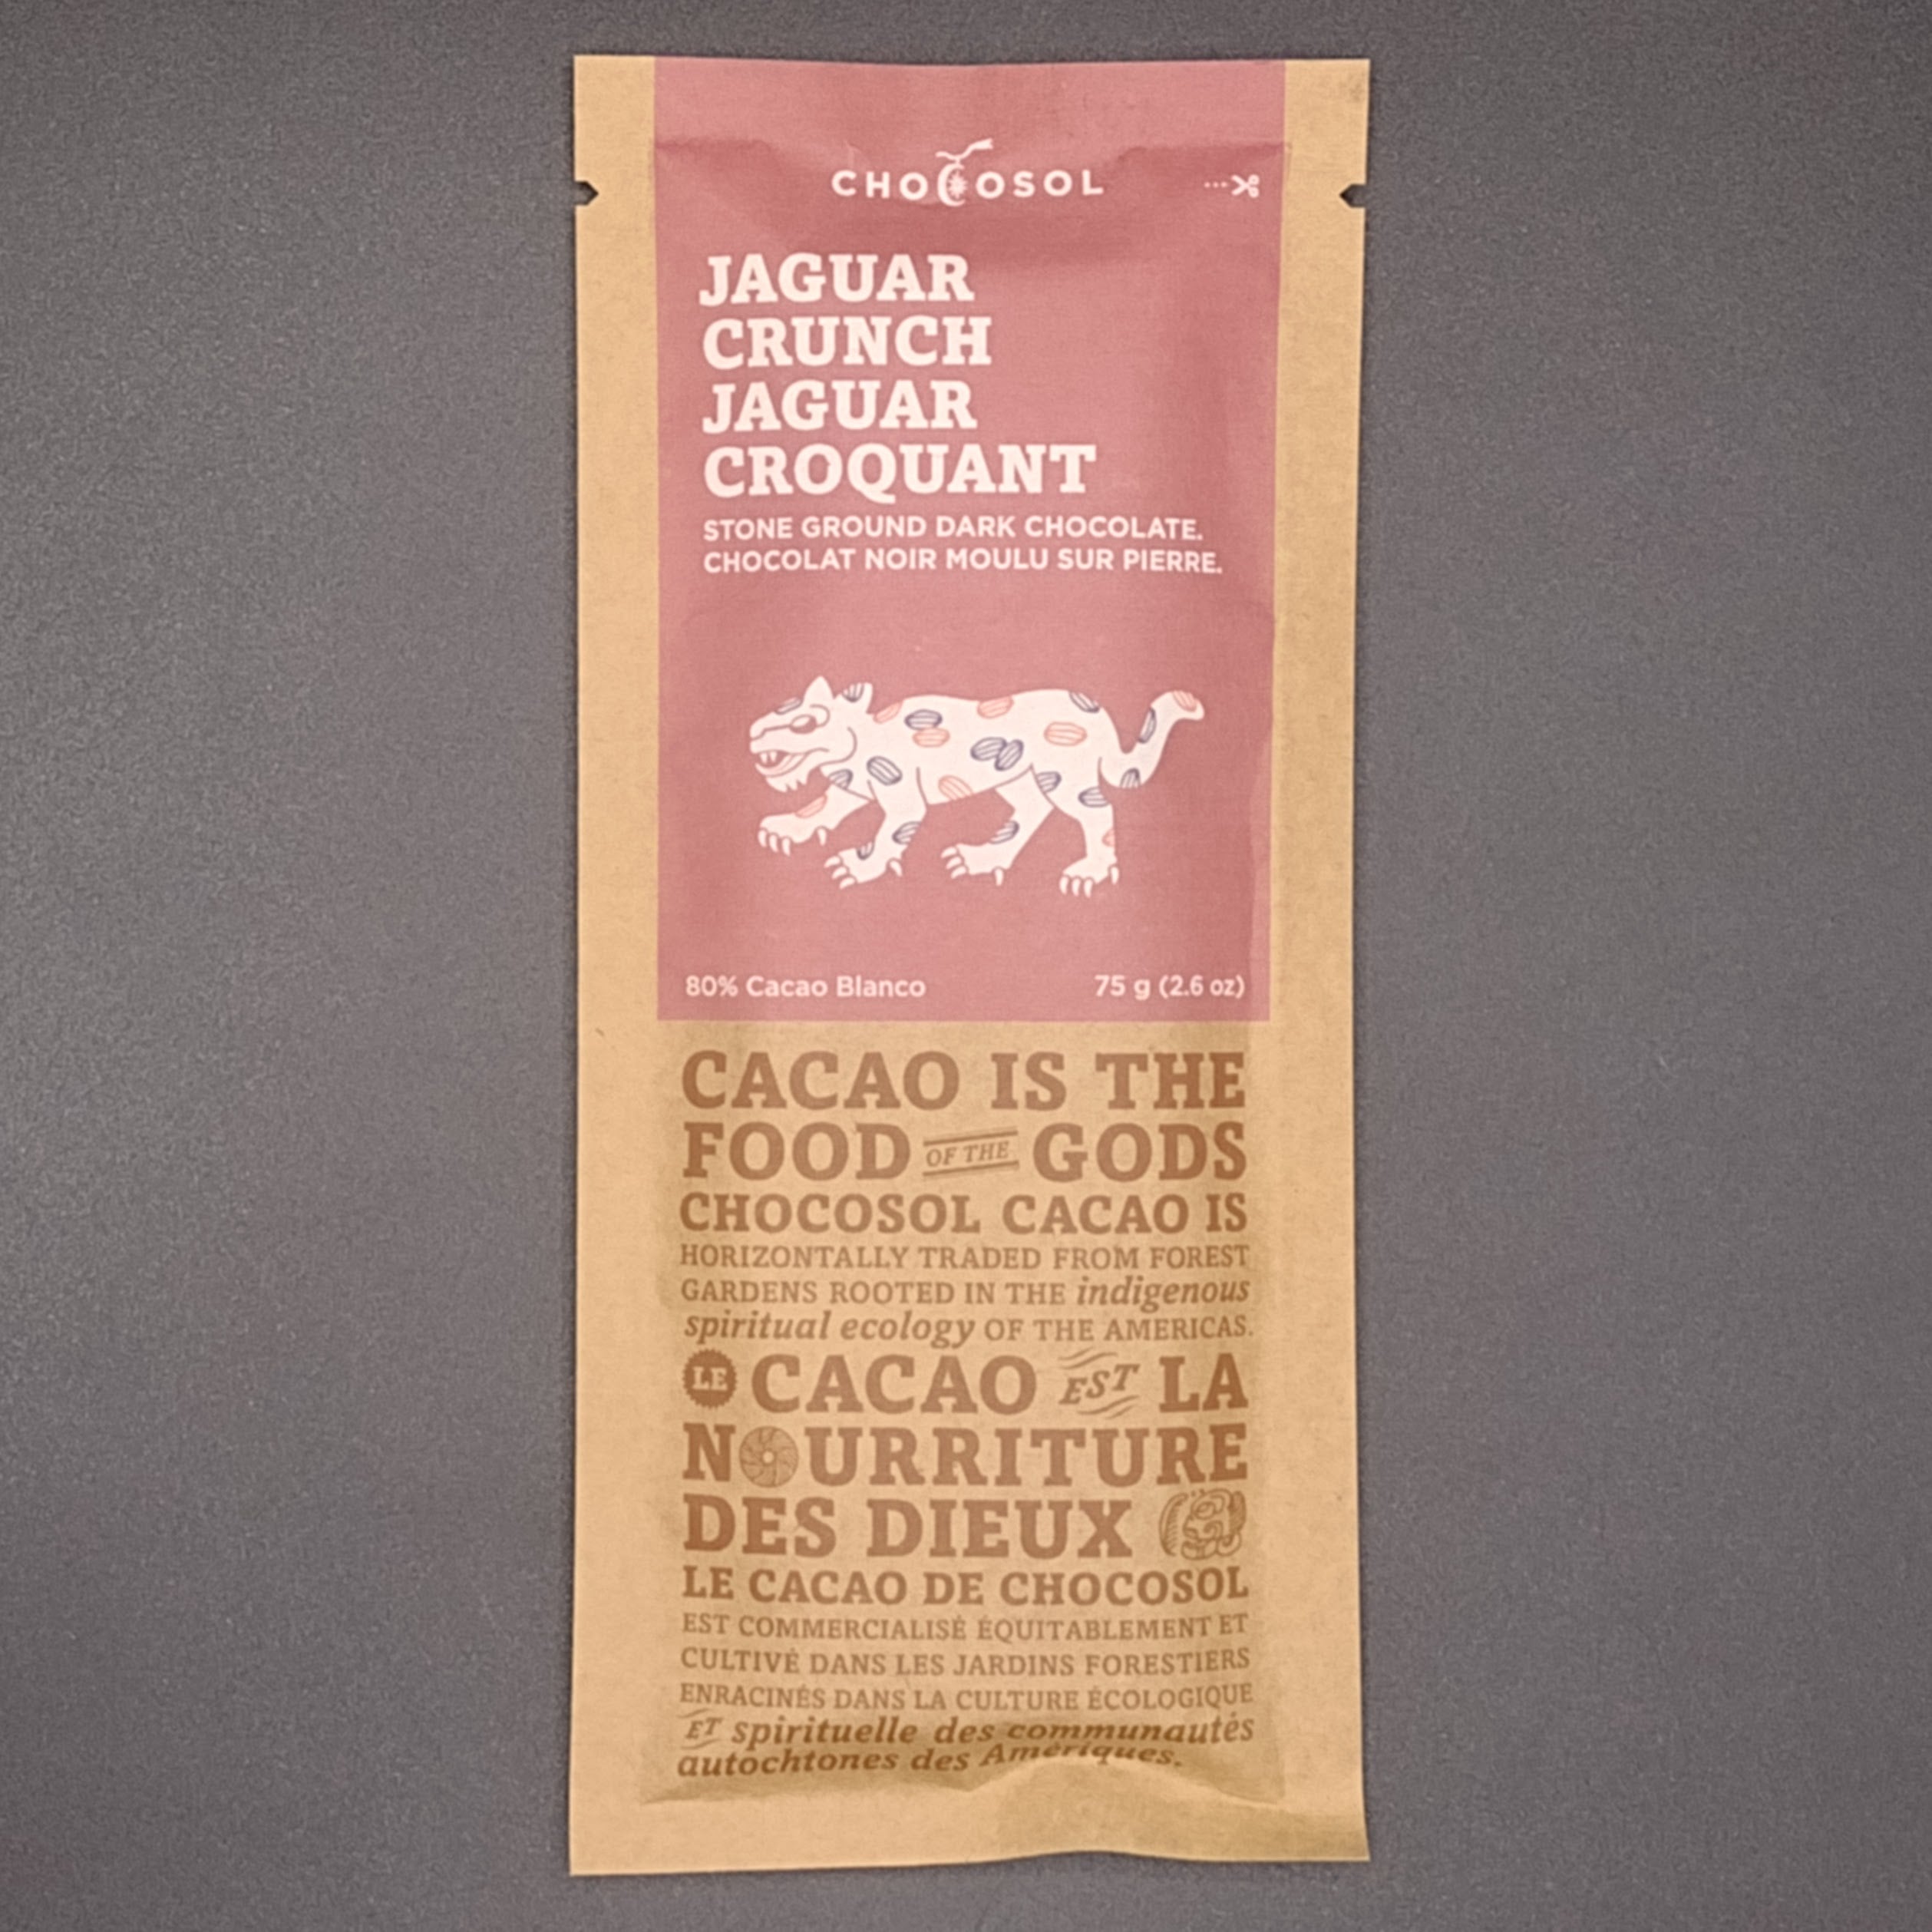 CHOCOSOL
JAGUAR
CRUNCH
JAGUAR
CROQUANT
STONE GROUND DARK CHOCOLATE.
CHOCOLAT NOIR MOULU SUR PIERRE.
80% Cacao Blanco 75 g (2.6 oz)
CACAO IS THE
FOOD OF THE GODS
CHOCOSOL CACAO IS
HORIZONTALLY TRADED FROM FOREST
GARDENS ROOTED IN THE indigenous
spiritual ecology OF THE AMERICAS.
LE CACAO EST LA
NOURRITURE
DES DIEUX
LE CACAO DE CHOCOSOL
EST COMMERCIALISÉ ÉQUITABLEMENT ET
CULTIVÉ DANS LES JARDINS FORESTIERS
ENRACINÉS DANS LA CULTURE ÉCOLOGIQUE
ET spirituelle des communautés
autochtones des Amériques.